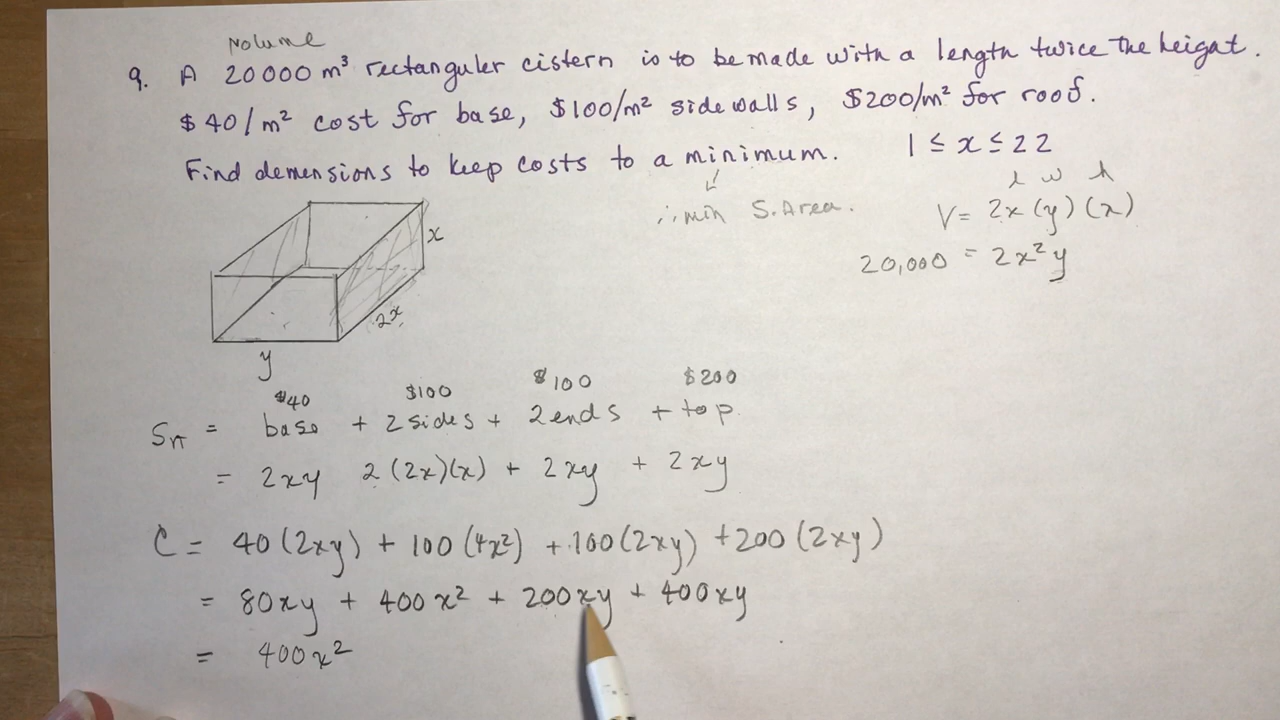 Volume
9. A 20000 m³ rectanguler cistern is to be made with a length twice the heigat.
$40/m² cost for base, $100/m² side walls, $200/m² for roof.
Find demensions to keep costs to a minimum.
1 ≤ x ≤ 22
∴ min S. Area.
l w h
V = 2x (y) (x)
20,000 = 2x²y
x
2x
y
$40 $100 $100 $200
S = base + 2 sides + 2 ends + top.
= 2xy 2(2x)(x) + 2xy + 2xy
C = 40(2xy) + 100(4x²) + 100(2xy) + 200(2xy)
= 80xy + 400x² + 200xy + 400xy
= 400x²